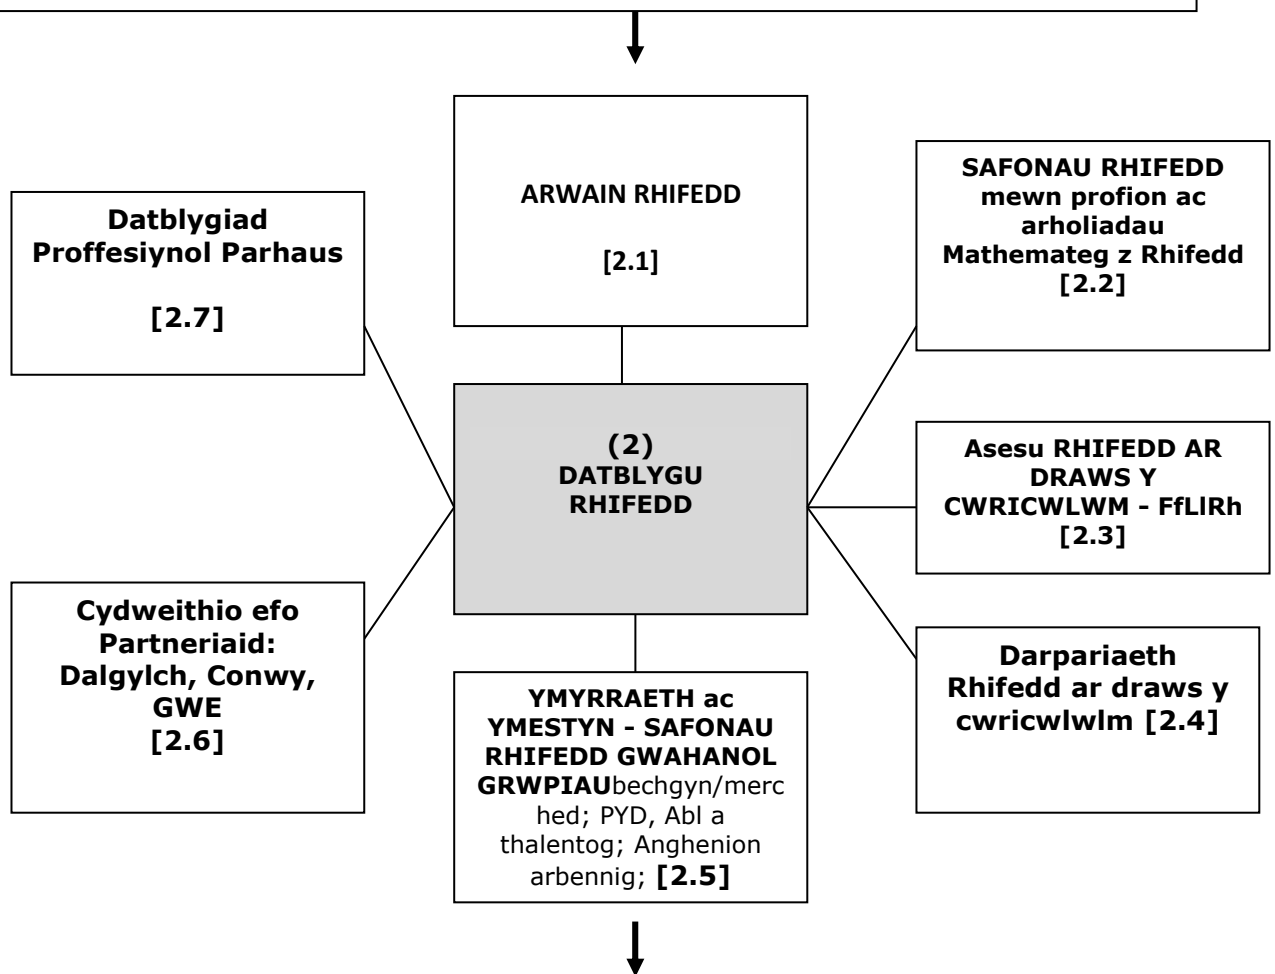 ARWAIN RHIFEDD
[2.1]
SAFONAU RHIFEDD
mewn profion ac
arholiadau
Mathemateg z Rhifedd
[2.2]
Datblygiad
Proffesiynol Parhaus
[2.7]
(2)
DATBLYGU
RHIFEDD
Asesu RHIFEDD AR
DRAWS Y
CWRICWLWM - FfLlRh
[2.3]
Cydweithio efo
Partneriaid:
Dalgylch, Conwy,
GWE
[2.6]
Darpariaeth
Rhifedd ar draws y
cwricwlwlm [2.4]
YMYRRAETH ac
YMESTYN - SAFONAU
RHIFEDD GWAHANOL
GRWPIAUbechgyn/merc
hed; PYD, Abl a
thalentog; Anghenion
arbennig; [2.5]